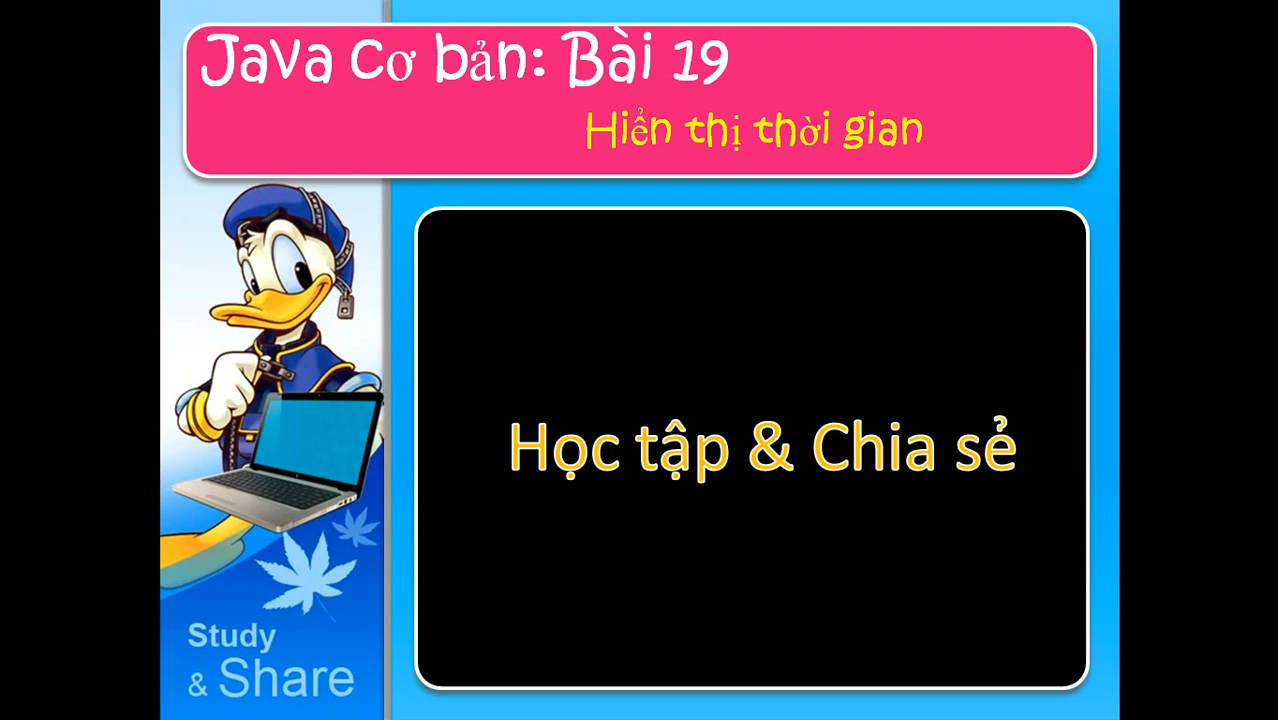 Java Cơ bản: Bài 19
Hiển thị thời gian
Học tập & Chia sẻ
Study
& Share